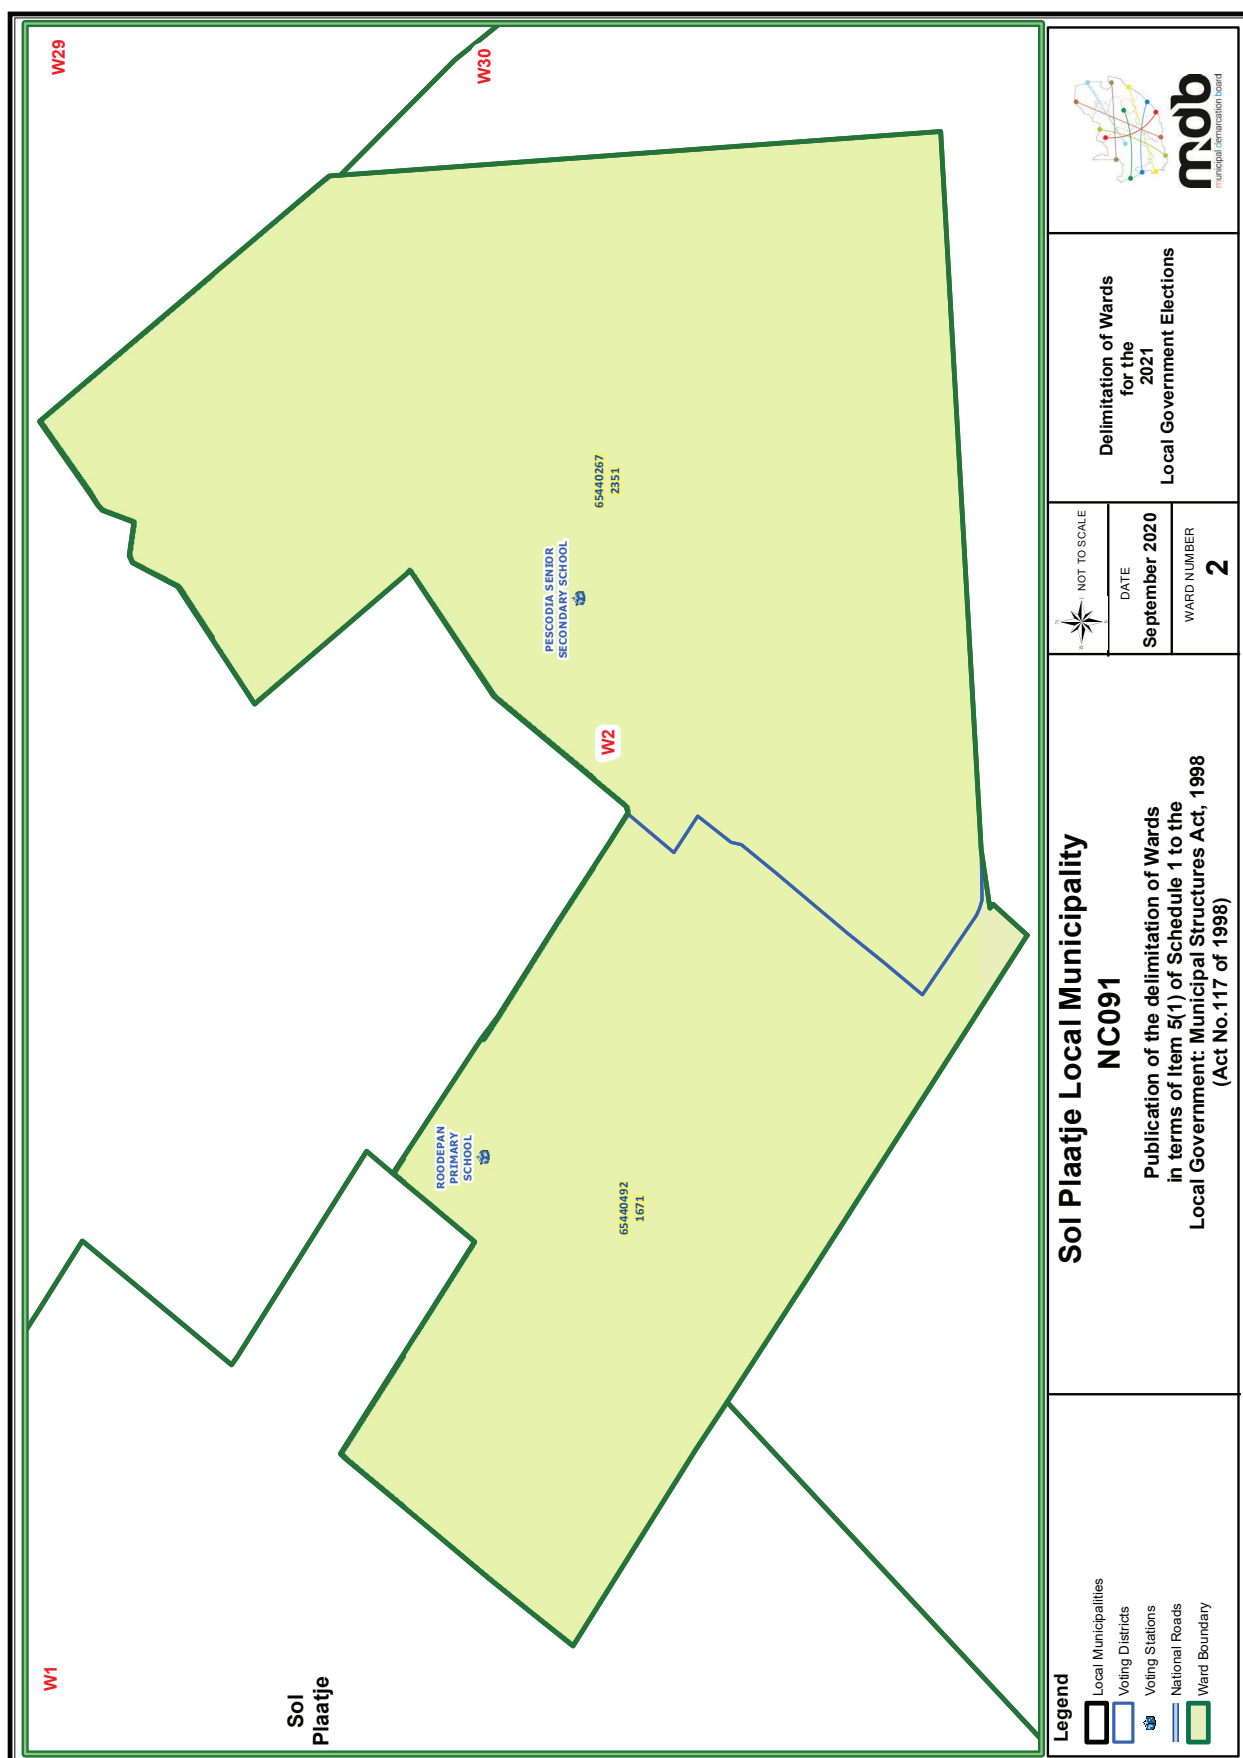 W1
W29
W30
Sol
Plaatje
ROODEPAN
PRIMARY
SCHOOL
PESCODIA SENIOR
SECONDARY SCHOOL
65440267
2351
W2
65440492
1671
Legend
Local Municipalities
Voting Districts
Voting Stations
National Roads
Ward Boundary
Sol Plaatje Local Municipality
NC091
Publication of the delimitation of Wards
in terms of Item 5(1) of Schedule 1 to the
Local Government: Municipal Structures Act, 1998
(Act No.117 of 1998)
N
W
E
S
NOT TO SCALE
DATE
September 2020
WARD NUMBER
2
Delimitation of Wards
for the
2021
Local Government Elections
mdb
municipal demarcation board